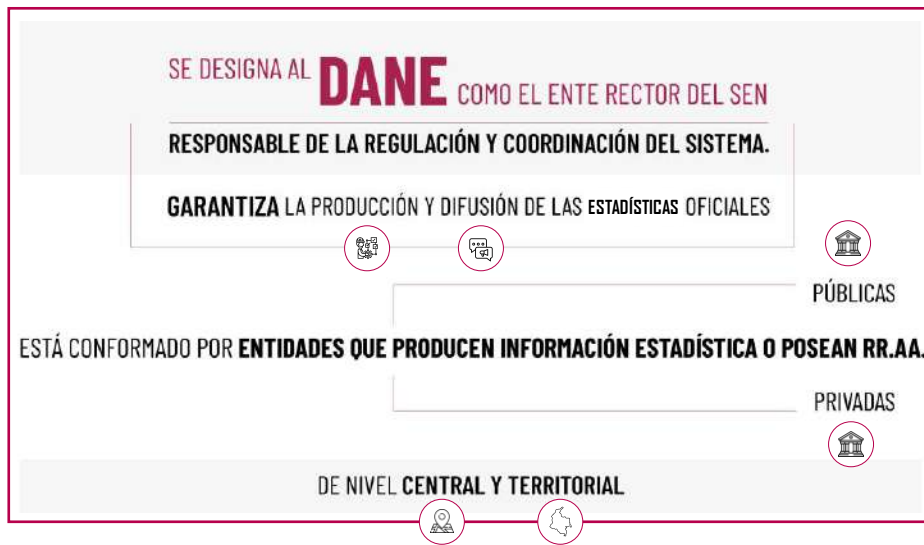 SE DESIGNA AL DANE COMO EL ENTE RECTOR DEL SEN
RESPONSABLE DE LA REGULACIÓN Y COORDINACIÓN DEL SISTEMA.
GARANTIZA LA PRODUCCIÓN Y DIFUSIÓN DE LAS ESTADÍSTICAS OFICIALES
PÚBLICAS
ESTÁ CONFORMADO POR ENTIDADES QUE PRODUCEN INFORMACIÓN ESTADÍSTICA O POSEAN RR.AA.
PRIVADAS
DE NIVEL CENTRAL Y TERRITORIAL